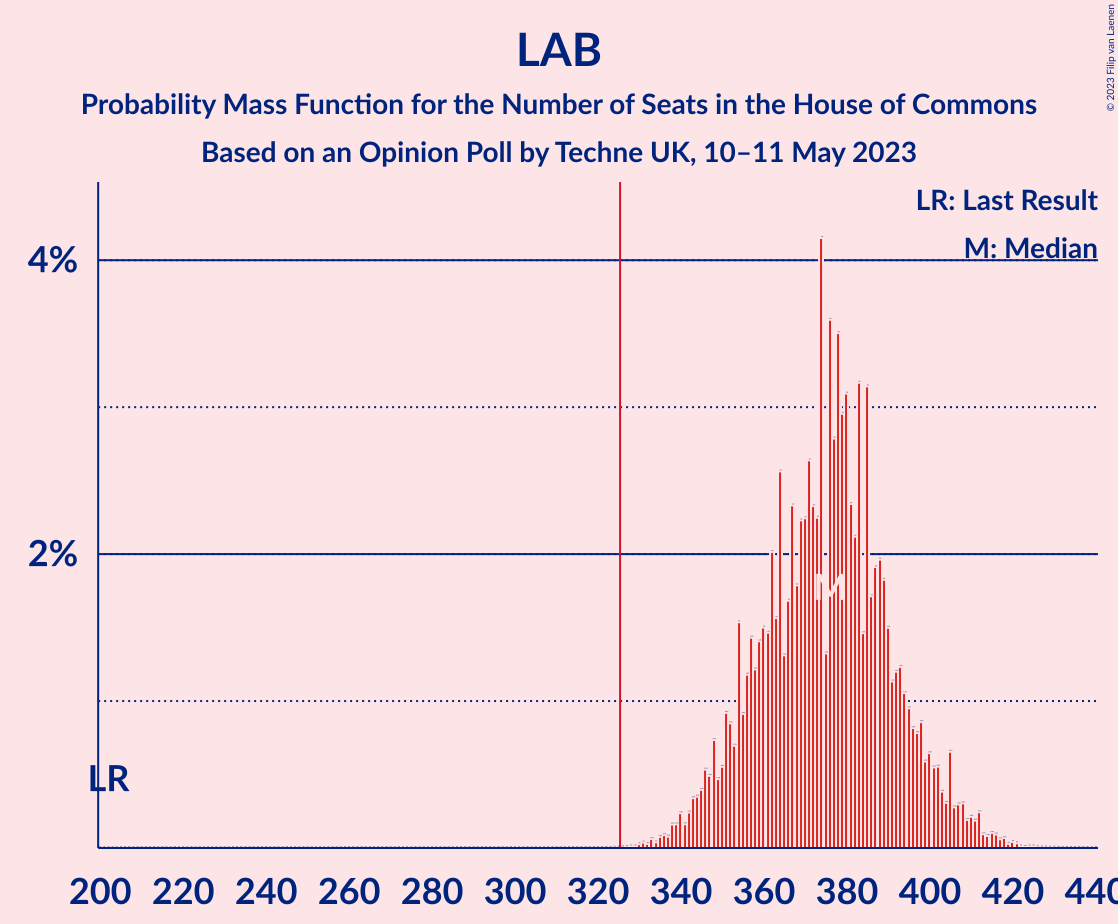 LAB
Probability Mass Function for the Number of Seats in the House of Commons
Based on an Opinion Poll by Techne UK, 10–11 May 2023
© 2023 Filip van Laenen
LR: Last Result
M: Median
4%
2%
LR
M
200 220 240 260 280 300 320 340 360 380 400 420 440